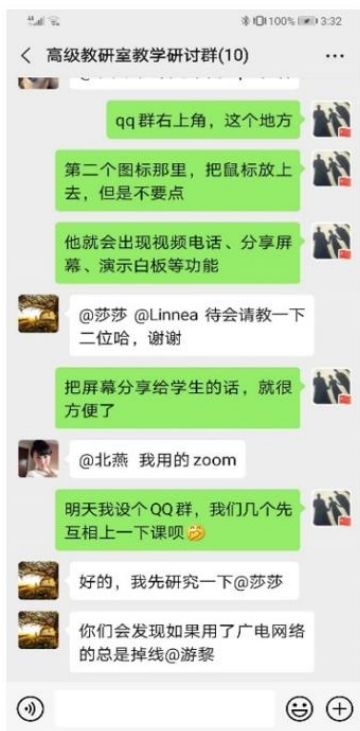 100% 3:32
高级教研室教学研讨群(10)
qq群右上角，这个地方
第二个图标那里，把鼠标放上
去，但是不要点
他就会出现视频电话、分享屏
幕、演示白板等功能
@莎莎 @Linnea 待会请教一下
二位哈，谢谢
把屏幕分享给学生的话，就很
方便了
@北燕 我用的zoom
明天我设个QQ群，我们几个先
互相上一下课呗
好的，我先研究一下@莎莎
你们会发现如果用了广电网络
的总是掉线@游黎